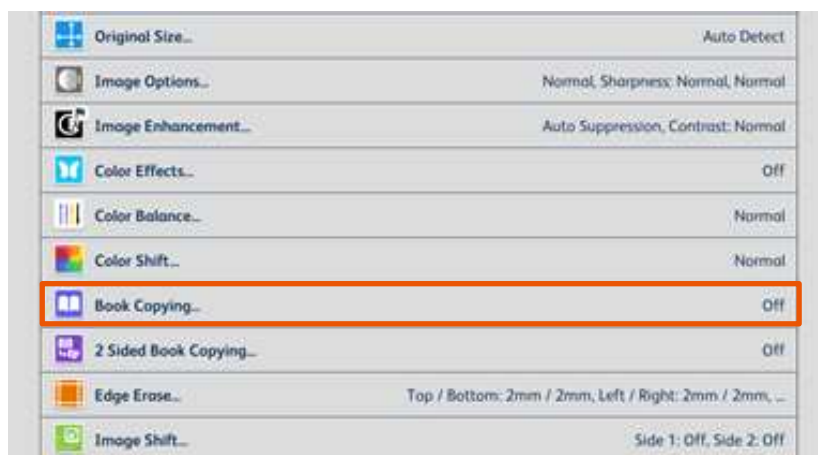 Original Size...
Auto Detect
Image Options...
Normal, Sharpness: Normal, Normal
Image Enhancement...
Auto Suppression, Contrast: Normal
Color Effects...
Off
Color Balance...
Normal
Color Shift...
Normal
Book Copying...
Off
2 Sided Book Copying...
Off
Edge Erase...
Top / Bottom: 2mm / 2mm, Left / Right: 2mm / 2mm, ...
Image Shift...
Side 1: Off, Side 2: Off